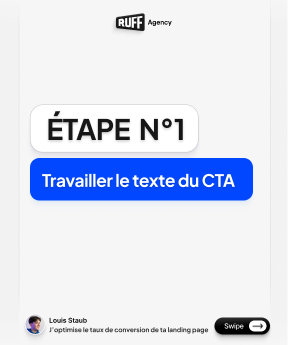 RUFF Agency
ÉTAPE N°1
Travailler le texte du CTA
Louis Staub
J'optimise le taux de conversion de ta landing page
Swipe